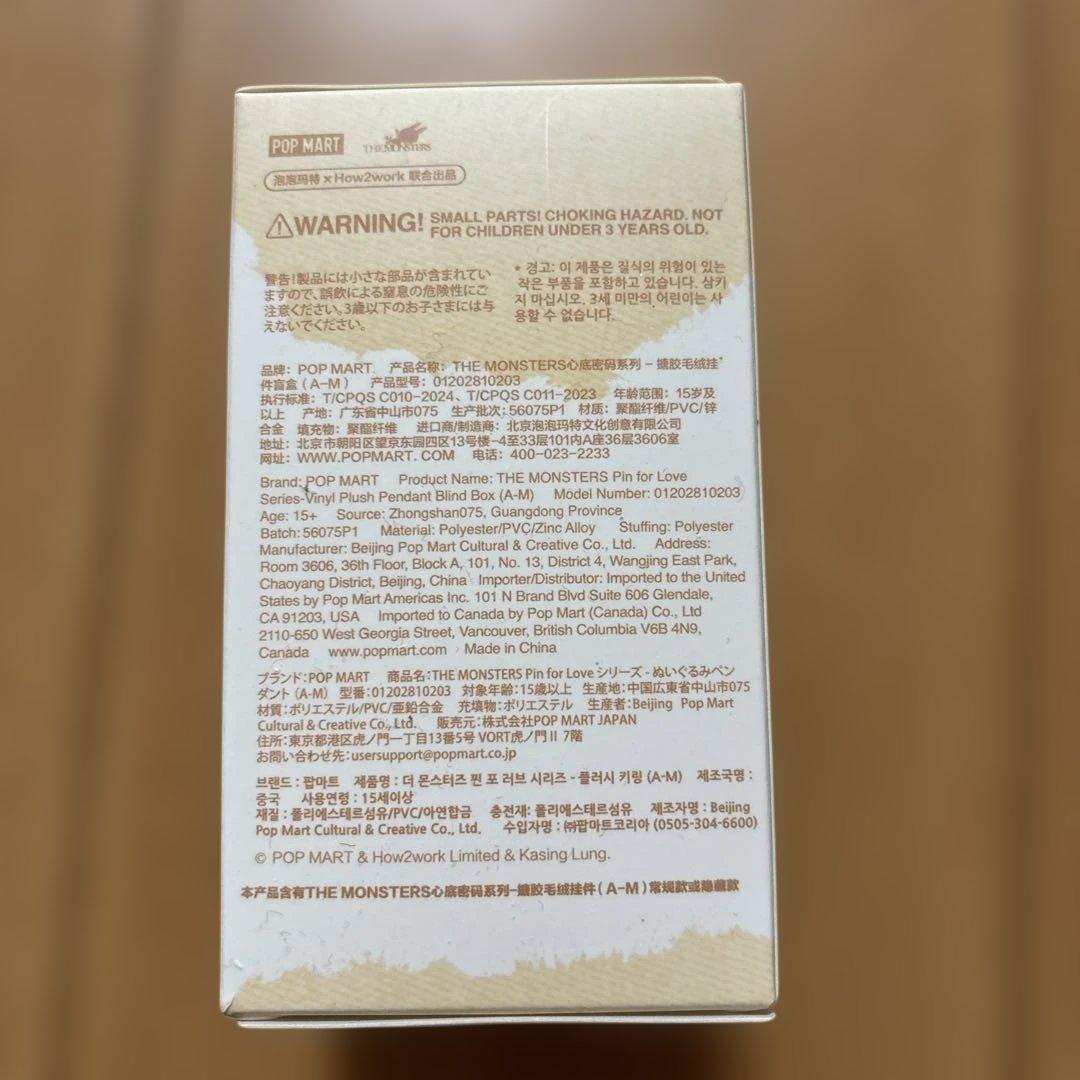 POP MART
THE MONSTERS
泡泡玛特 × How2work 联合出品
WARNING! SMALL PARTS! CHOKING HAZARD. NOT
FOR CHILDREN UNDER 3 YEARS OLD.
警告!製品には小さな部品が含まれてい
ますので、誤飲による窒息の危険性にご
注意ください。3歳以下のお子さまには与
えないでください。
* 경고: 이 제품은 질식의 위험이 있는
작은 부품을 포함하고 있습니다. 삼키
지 마십시오. 3세 미만의 어린이는 사
용할 수 없습니다.
品牌: POP MART 产品名称: THE MONSTERS心底密码系列 – 搪胶毛绒挂
件盲盒 (A-M) 产品型号: 01202810203
执行标准: T/CPQS C010-2024、T/CPQS C011-2023 年龄范围: 15岁及
以上 产地: 广东省中山市075 生产批次: 56075P1 材质: 聚酯纤维/PVC/锌
合金 填充物: 聚酯纤维 进口商/制造商: 北京泡泡玛特文化创意有限公司
地址: 北京市朝阳区望京东园四区13号楼-4至33层101内A座36层3606室
网址: WWW.POPMART.COM 电话: 400-023-2233
Brand: POP MART Product Name: THE MONSTERS Pin for Love
Series-Vinyl Plush Pendant Blind Box (A-M) Model Number: 01202810203
Age: 15+ Source: Zhongshan075, Guangdong Province
Batch: 56075P1 Material: Polyester/PVC/Zinc Alloy Stuffing: Polyester
Manufacturer: Beijing Pop Mart Cultural & Creative Co., Ltd. Address:
Room 3606, 36th Floor, Block A, 101, No. 13, District 4, Wangjing East Park,
Chaoyang District, Beijing, China Importer/Distributor: Imported to the United
States by Pop Mart Americas Inc. 101 N Brand Blvd Suite 606 Glendale,
CA 91203, USA Imported to Canada by Pop Mart (Canada) Co., Ltd
2110-650 West Georgia Street, Vancouver, British Columbia V6B 4N9,
Canada www.popmart.com Made in China
ブランド:POP MART 商品名:THE MONSTERS Pin for Love シリーズ - ぬいぐるみペン
ダント (A-M) 型番:01202810203 対象年齢:15歳以上 生産地:中国広東省中山市075
材質:ポリエステル/PVC/亜鉛合金 充填物:ポリエステル 生産者:Beijing Pop Mart
Cultural & Creative Co., Ltd. 販売元:株式会社POP MART JAPAN
住所:東京都港区虎ノ門一丁目13番5号 VORT虎ノ門Ⅱ 7階
お問い合わせ先:usersupport@popmart.co.jp
브랜드 : 팝마트 제품명 : 더 몬스터즈 핀 포 러브 시리즈 - 플러시 키링 (A-M) 제조국명 :
중국 사용연령 : 15세이상
재질 : 폴리에스테르섬유/PVC/아연합금 충전재: 폴리에스테르섬유 제조자명 : Beijing
Pop Mart Cultural & Creative Co., Ltd. 수입자명 : ㈜팝마트코리아 (0505-304-6600)
© POP MART & How2work Limited & Kasing Lung.
本产品含有THE MONSTERS心底密码系列-搪胶毛绒挂件 (A-M) 常规款或隐藏款